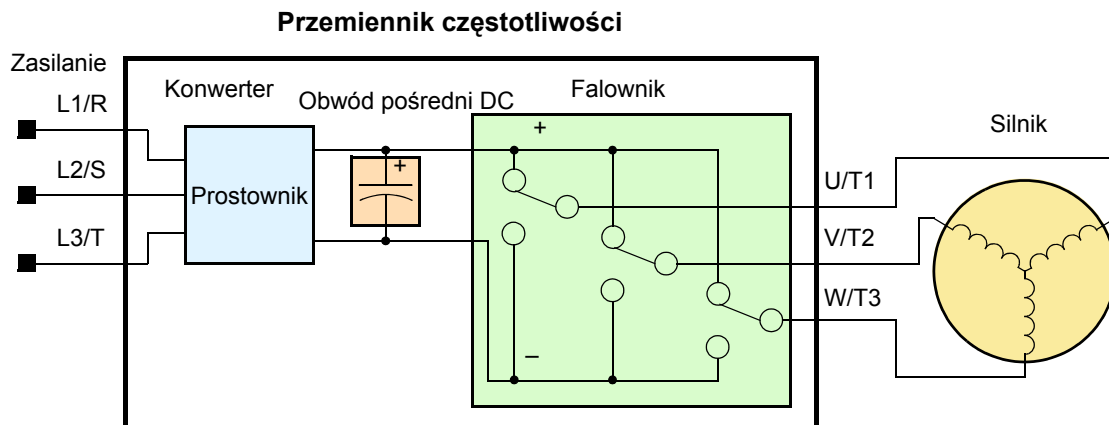 Przemiennik częstotliwości
Zasilanie
L1/R
L2/S
L3/T
Konwerter
Prostownik
Obwód pośredni DC
+
Falownik
+
–
U/T1
V/T2
W/T3
Silnik